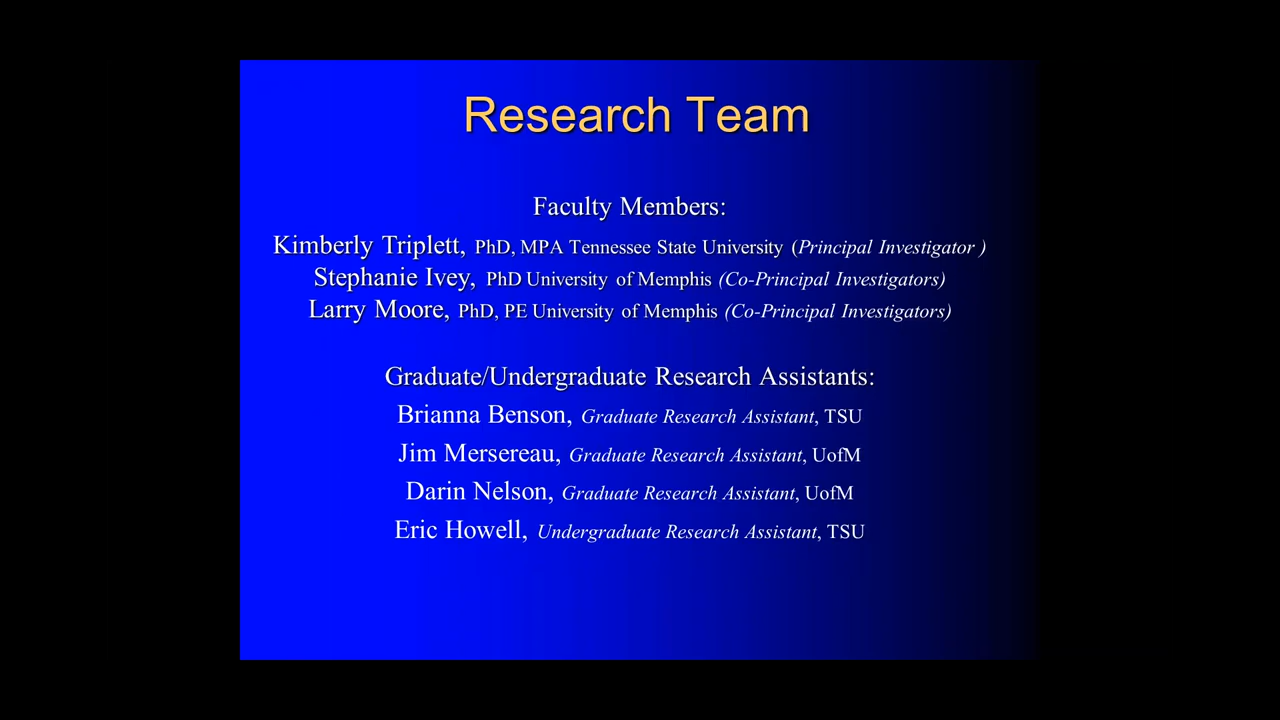 Research Team
Faculty Members:
Kimberly Triplett, PhD, MPA Tennessee State University (Principal Investigator )
Stephanie Ivey, PhD University of Memphis (Co-Principal Investigators)
Larry Moore, PhD, PE University of Memphis (Co-Principal Investigators)
Graduate/Undergraduate Research Assistants:
Brianna Benson, Graduate Research Assistant, TSU
Jim Mersereau, Graduate Research Assistant, UofM
Darin Nelson, Graduate Research Assistant, UofM
Eric Howell, Undergraduate Research Assistant, TSU